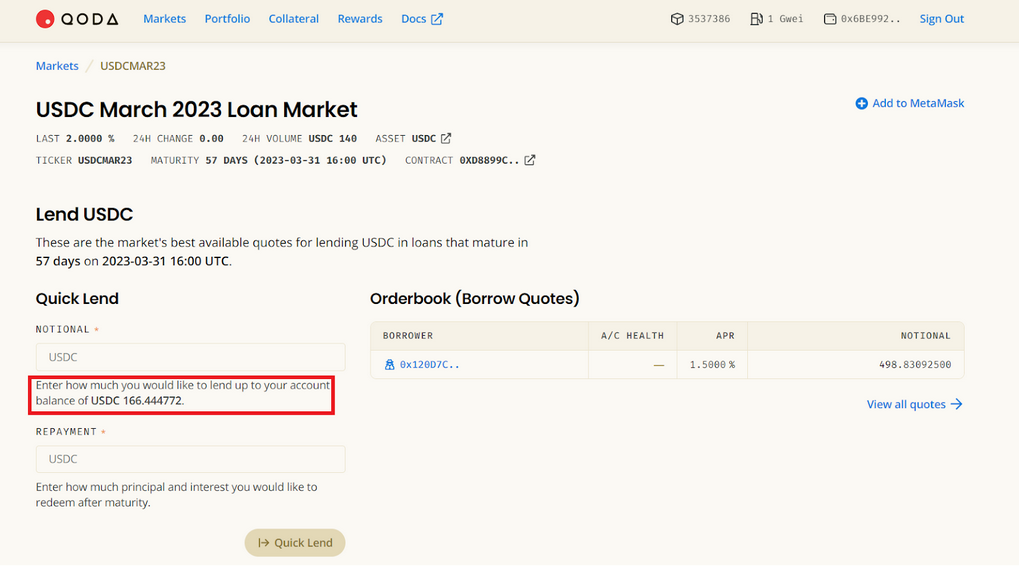 QODA Markets Portfolio Collateral Rewards Docs 3537386 1 Gwei 0x6BE992.. Sign Out
Markets / USDCMAR23
USDC March 2023 Loan Market
Add to MetaMask
LAST 2.0000 % 24H CHANGE 0.00 24H VOLUME USDC 140 ASSET USDC
TICKER USDCMAR23 MATURITY 57 DAYS (2023-03-31 16:00 UTC) CONTRACT 0XD8899C..
Lend USDC
These are the market's best available quotes for lending USDC in loans that mature in
57 days on 2023-03-31 16:00 UTC.
Quick Lend
NOTIONAL *
USDC
Enter how much you would like to lend up to your account
balance of USDC 166.444772.
REPAYMENT *
USDC
Enter how much principal and interest you would like to
redeem after maturity.
Quick Lend
Orderbook (Borrow Quotes)
BORROWER A/C HEALTH APR NOTIONAL
0x120D7C.. — 1.5000 % 498.83092500
View all quotes